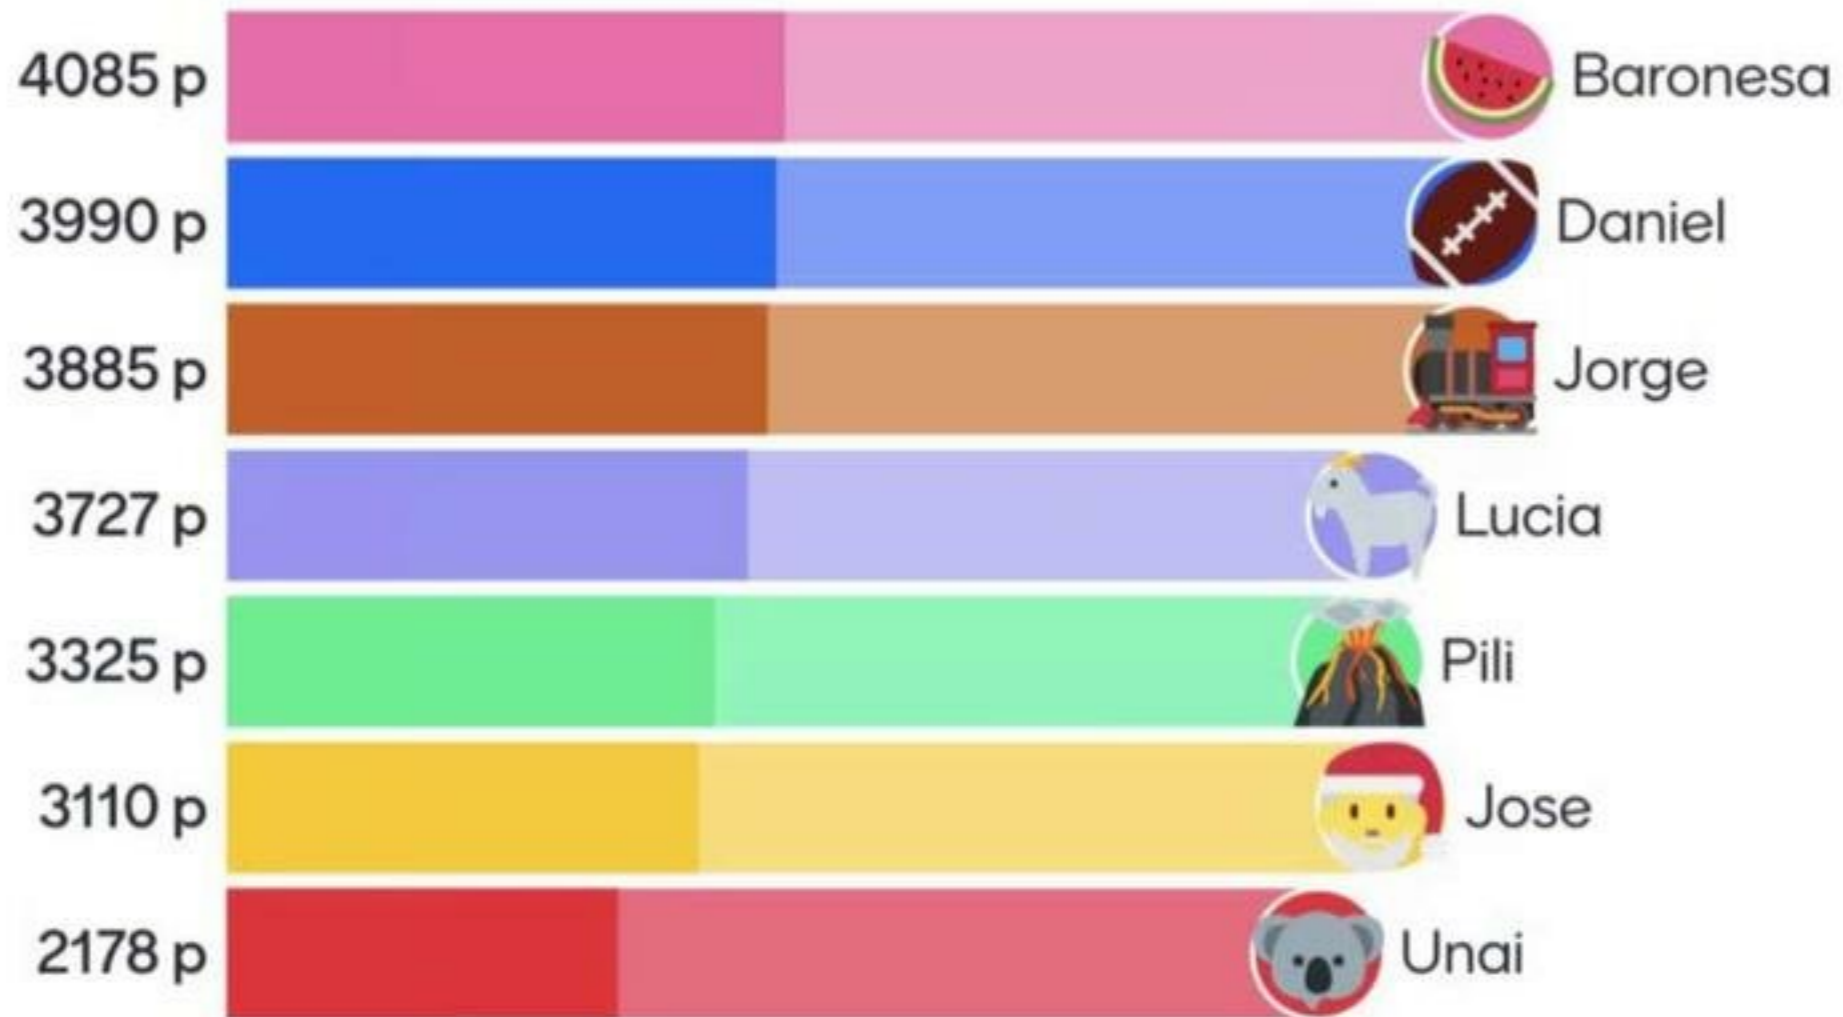 4085 p Baronesa
3990 p Daniel
3885 p Jorge
3727 p Lucia
3325 p Pili
3110 p Jose
2178 p Unai